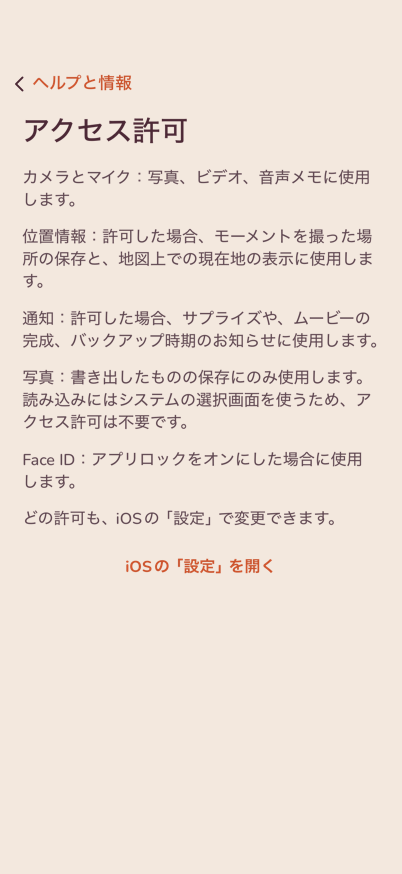 ヘルプと情報
アクセス許可
カメラとマイク：写真、ビデオ、音声メモに使用
します。
位置情報：許可した場合、モーメントを撮った場
所の保存と、地図上での現在地の表示に使用しま
す。
通知：許可した場合、サプライズや、ムービーの
完成、バックアップ時期のお知らせに使用します。
写真：書き出したものの保存にのみ使用します。
読み込みにはシステムの選択画面を使うため、ア
クセス許可は不要です。
Face ID：アプリロックをオンにした場合に使用
します。
どの許可も、iOSの「設定」で変更できます。
iOSの「設定」を開く